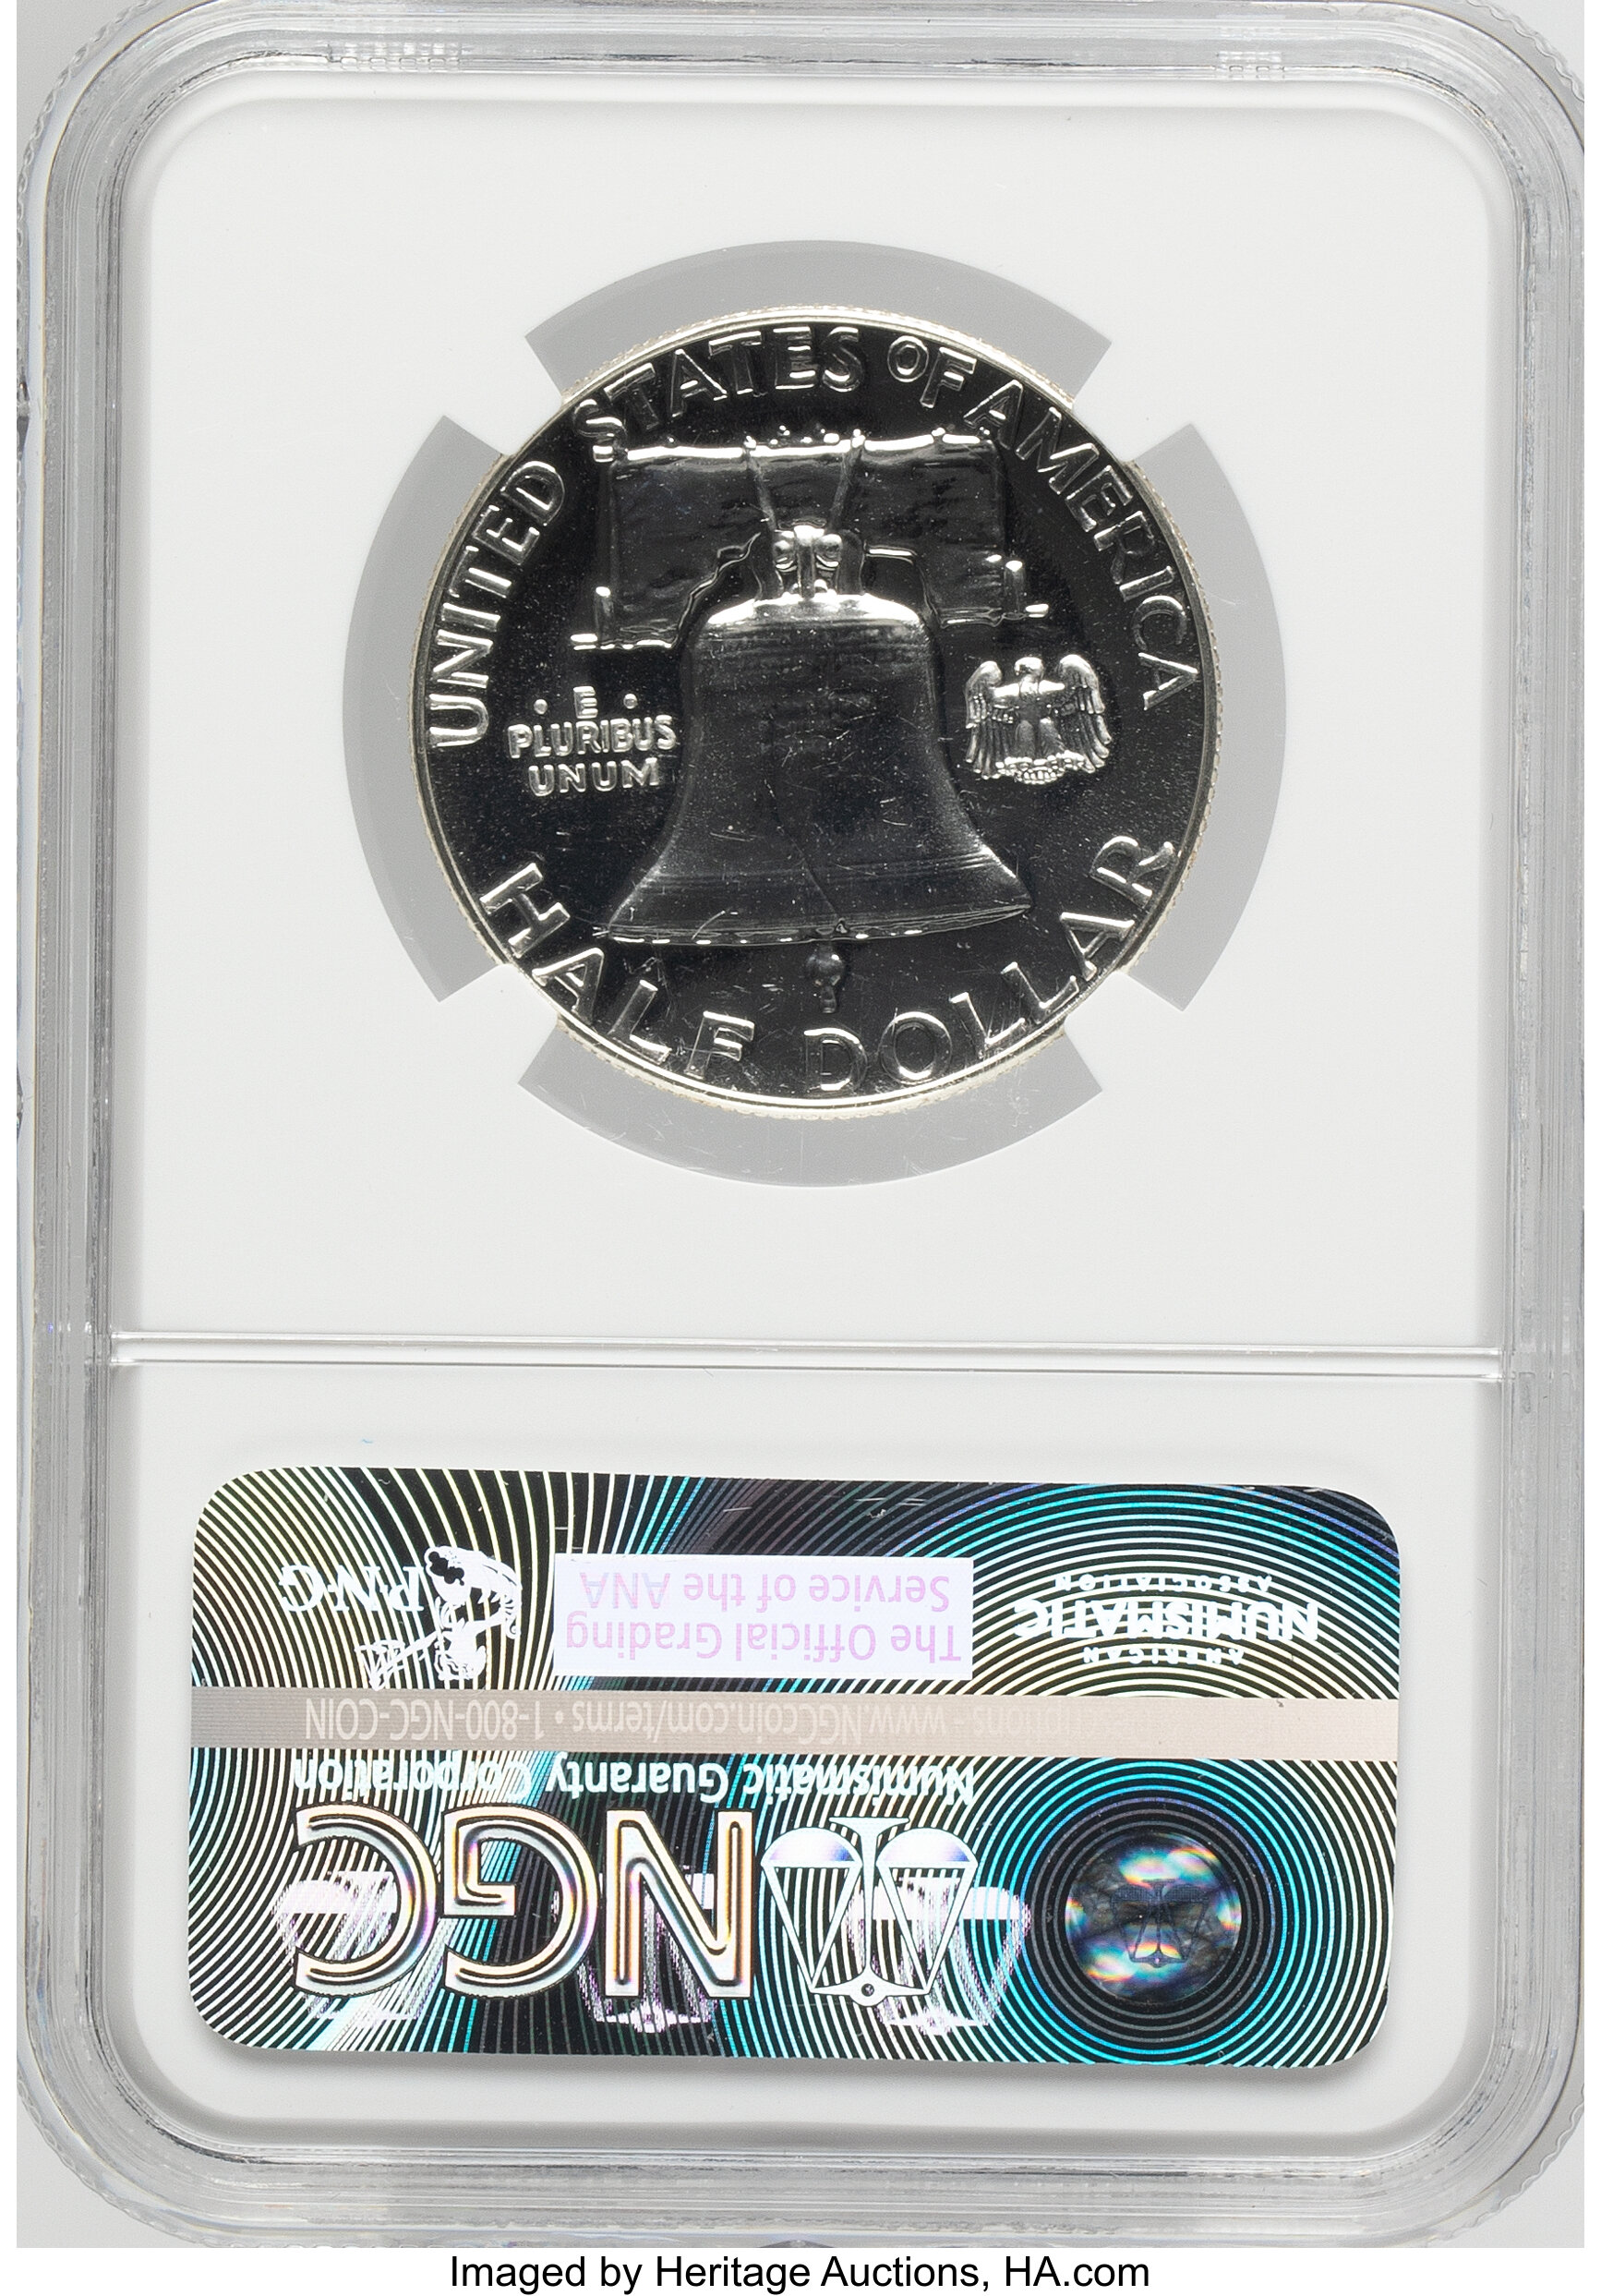 UNITED STATES OF AMERICA
· E ·
PLURIBUS
UNUM
HALF DOLLAR
NGC
Numismatic Guaranty Corporation
- www.NGCcoin.com/terms • 1-800-NGC-COIN
The Official Grading
Service of the ANA
AMERICAN
NUMISMATIC
ASSOCIATION
P·N·G
Imaged by Heritage Auctions, HA.com